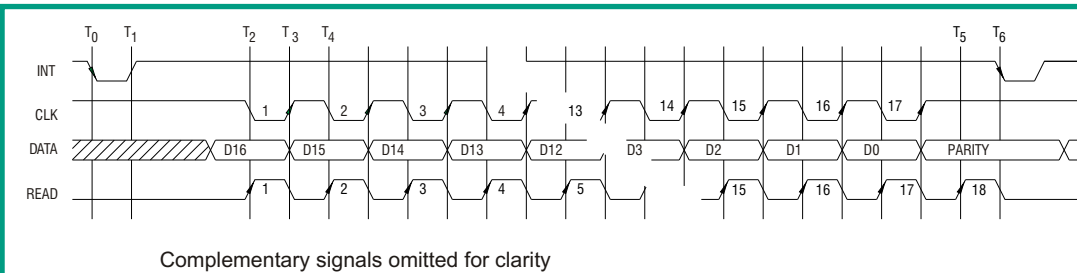 T0 T1 T2 T3 T4 T5 T6
INT
CLK 1 2 3 4 13 14 15 16 17
DATA D16 D15 D14 D13 D12 D3 D2 D1 D0 PARITY
READ 1 2 3 4 5 15 16 17 18
Complementary signals omitted for clarity